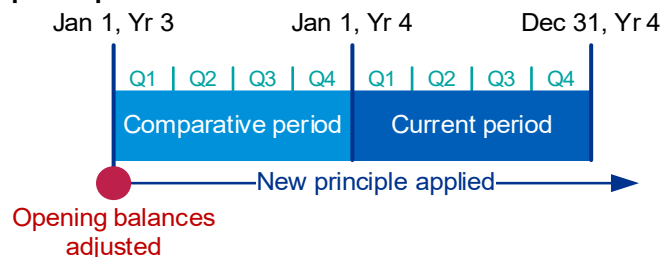 Jan 1, Yr 3 Jan 1, Yr 4 Dec 31, Yr 4
Q1 Q2 Q3 Q4 Q1 Q2 Q3 Q4
Comparative period Current period
New principle applied
Opening balances
adjusted